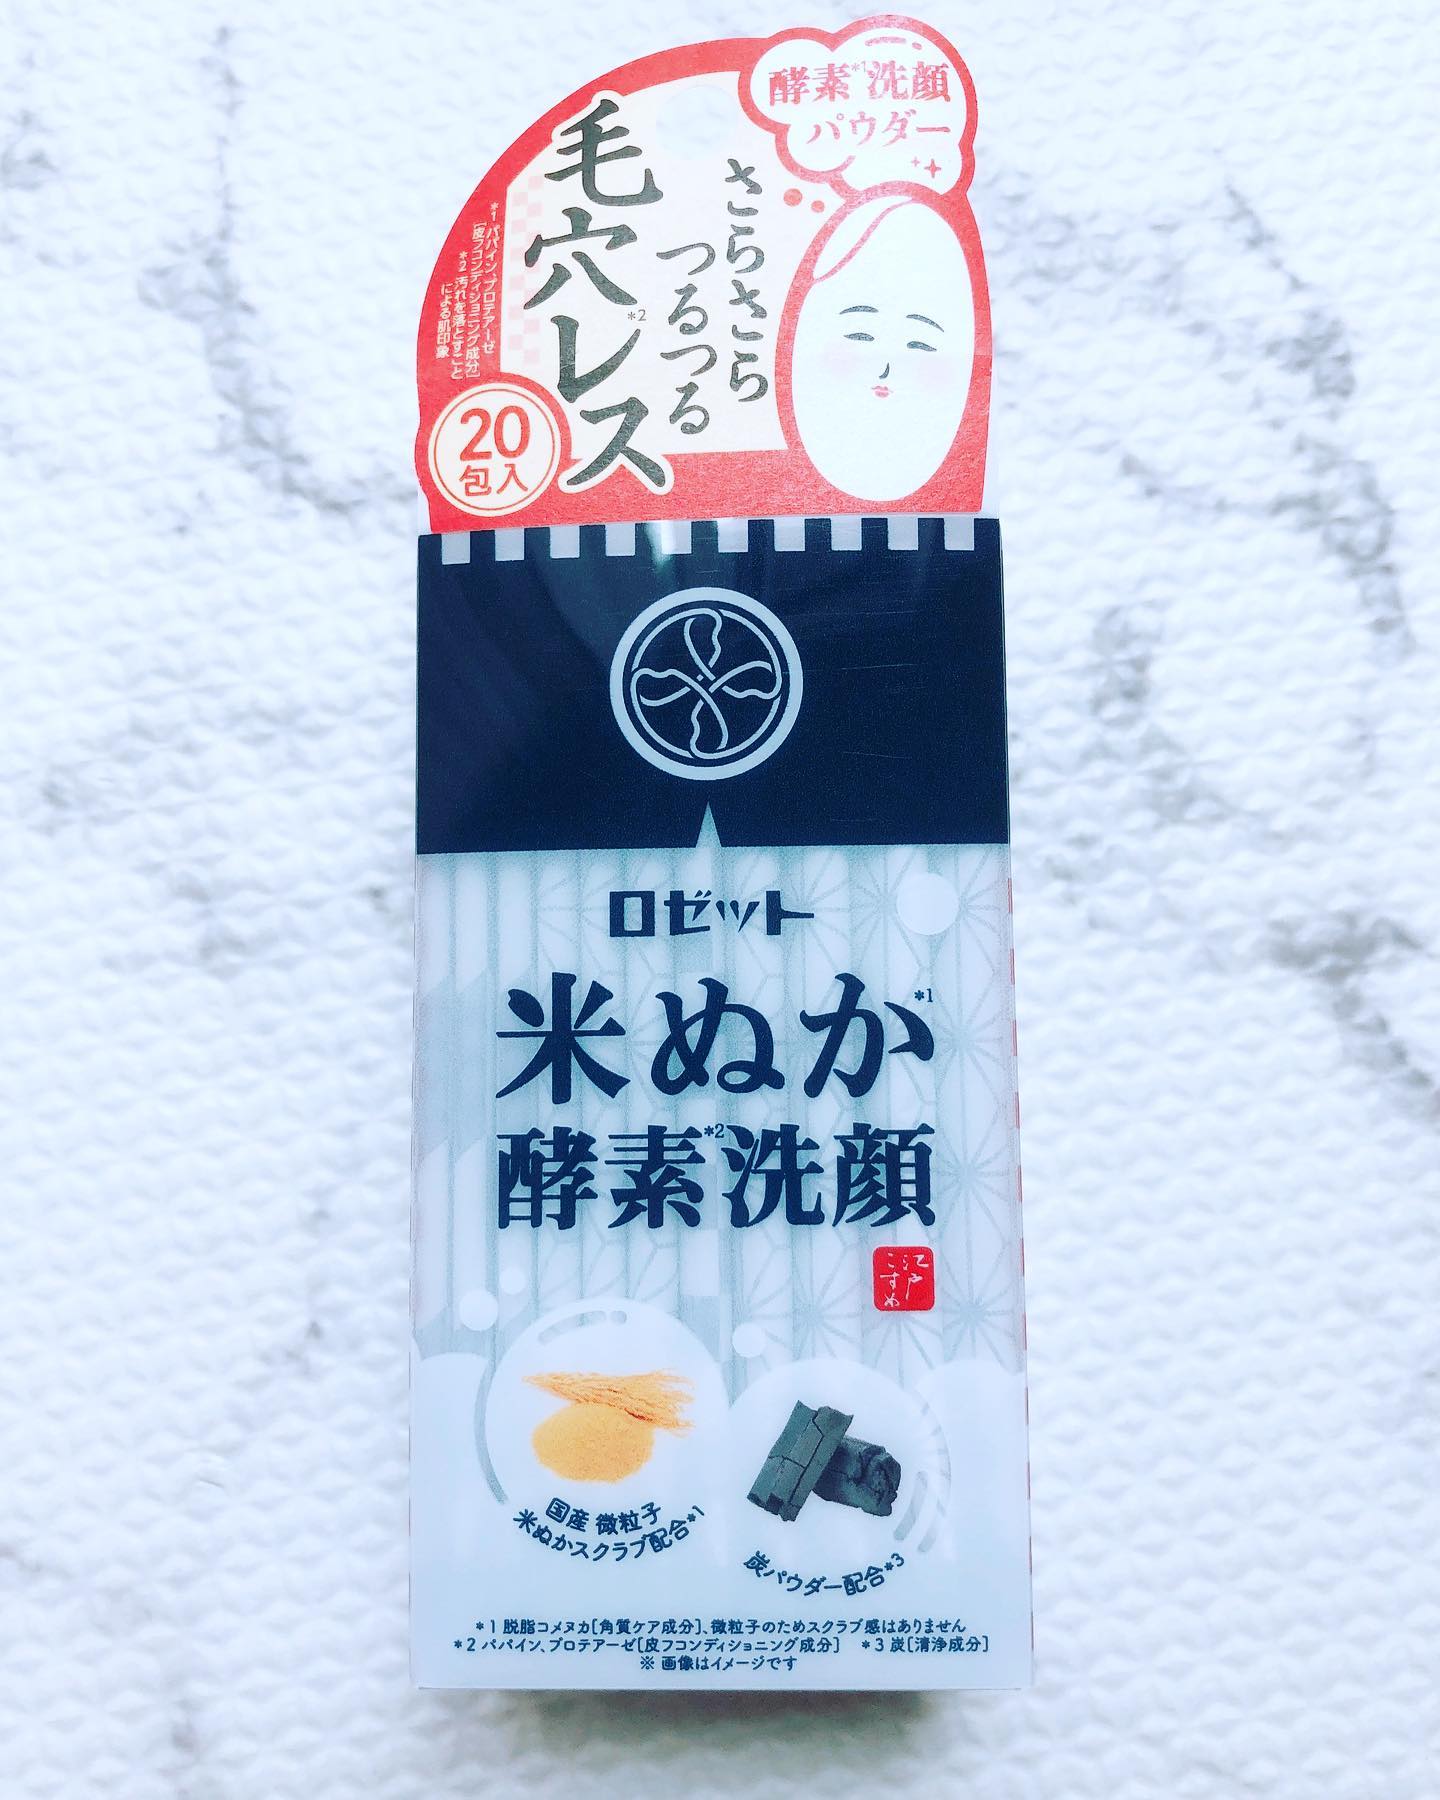 酵素*1洗顔
パウダー
さらさら
つるつる
毛穴レス*2
*1 パパイン、プロテアーゼ
[皮フコンディショニング成分]
*2 汚れを落とすこと
による肌印象
20
包入
ロゼット
米ぬか*1
酵素*2洗顔
江戸
こすめ
国産 微粒子
米ぬかスクラブ配合*1
炭パウダー配合*3
*1 脱脂コメヌカ[角質ケア成分]、微粒子のためスクラブ感はありません
*2 パパイン、プロテアーゼ[皮フコンディショニング成分] *3 炭[清浄成分]
※ 画像はイメージです